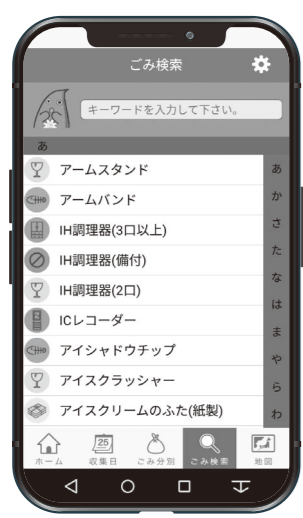 ごみ検索
キーワードを入力して下さい。
あ
アームスタンド
アームバンド
IH調理器(3口以上)
IH調理器(備付)
IH調理器(2口)
ICレコーダー
アイシャドウチップ
アイスクラッシャー
アイスクリームのふた(紙製)
あ
か
さ
た
な
は
ま
や
ら
わ
25
ホーム 収集日 ごみ分別 ごみ検索 地図